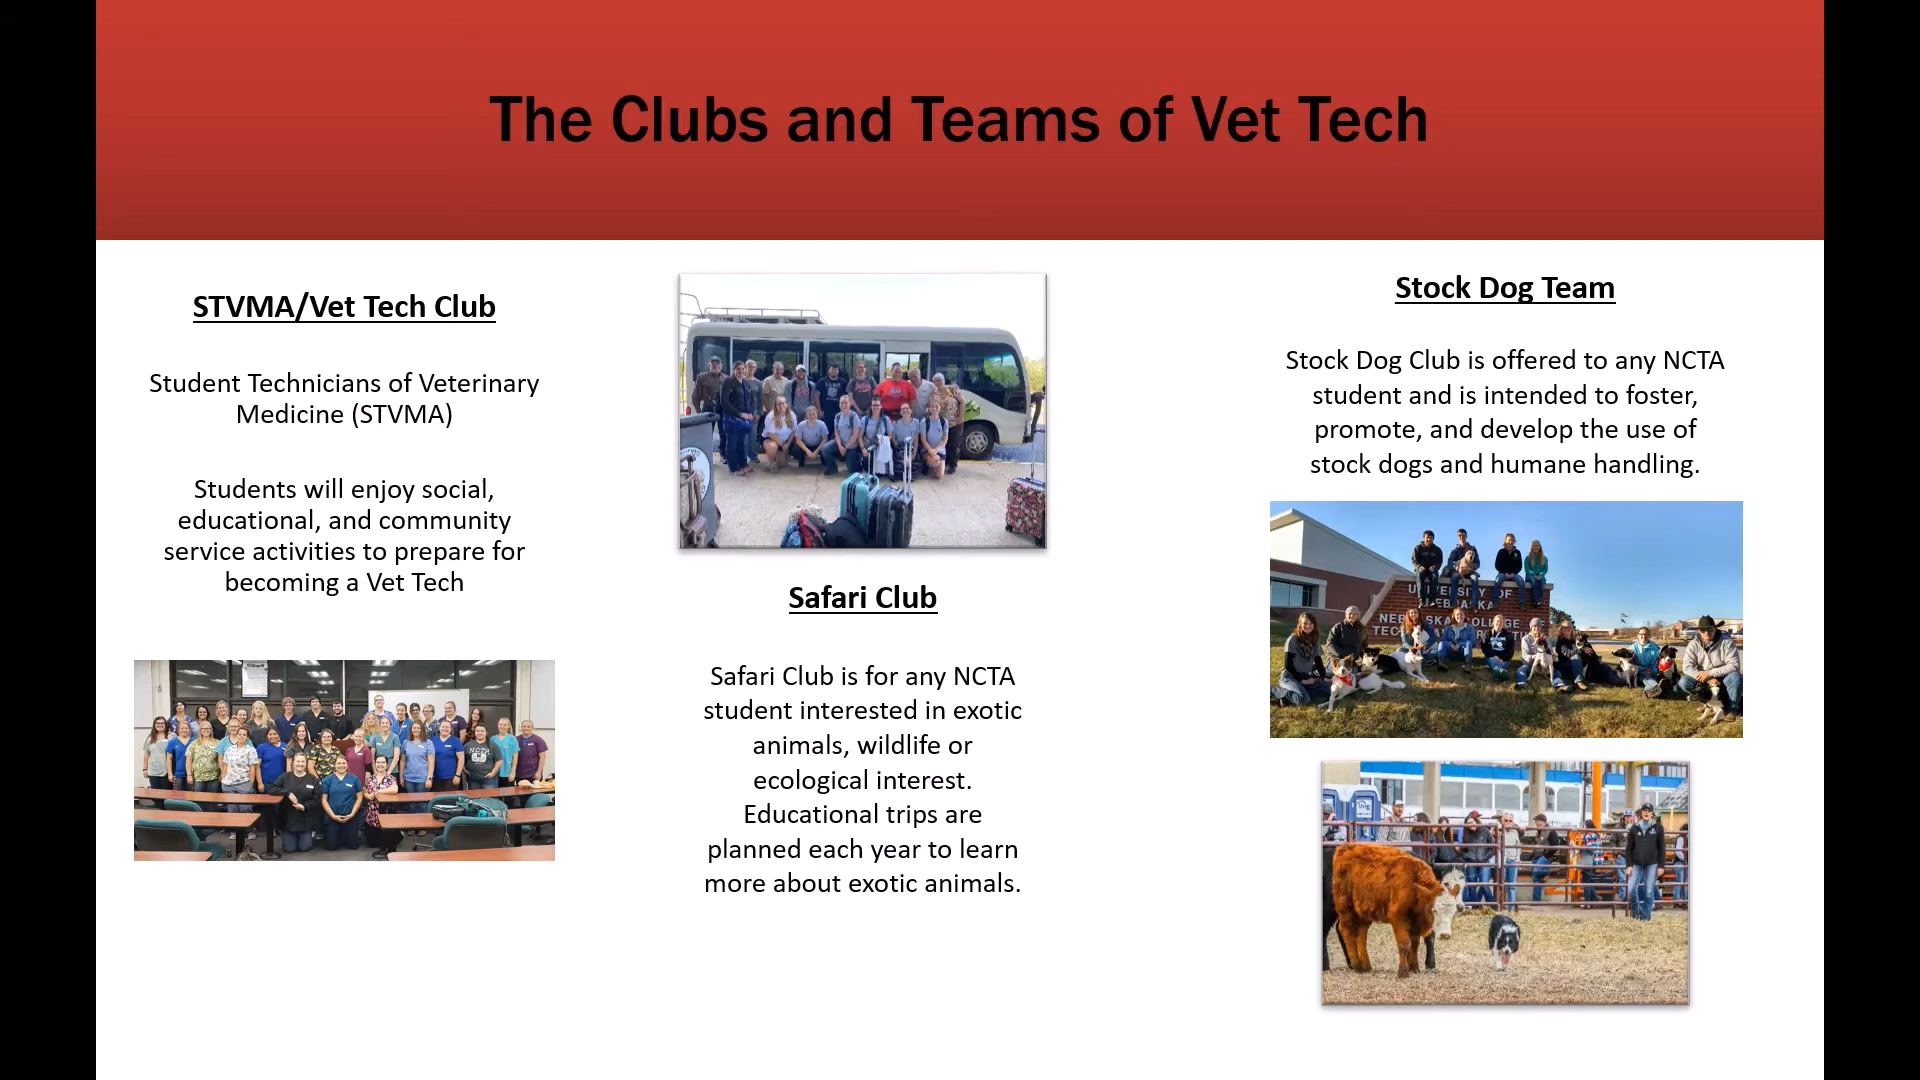 The Clubs and Teams of Vet Tech
STVMA/Vet Tech Club
Student Technicians of Veterinary
Medicine (STVMA)
Students will enjoy social,
educational, and community
service activities to prepare for
becoming a Vet Tech
Safari Club
Safari Club is for any NCTA
student interested in exotic
animals, wildlife or
ecological interest.
Educational trips are
planned each year to learn
more about exotic animals.
Stock Dog Team
Stock Dog Club is offered to any NCTA
student and is intended to foster,
promote, and develop the use of
stock dogs and humane handling.
OF
NCTA